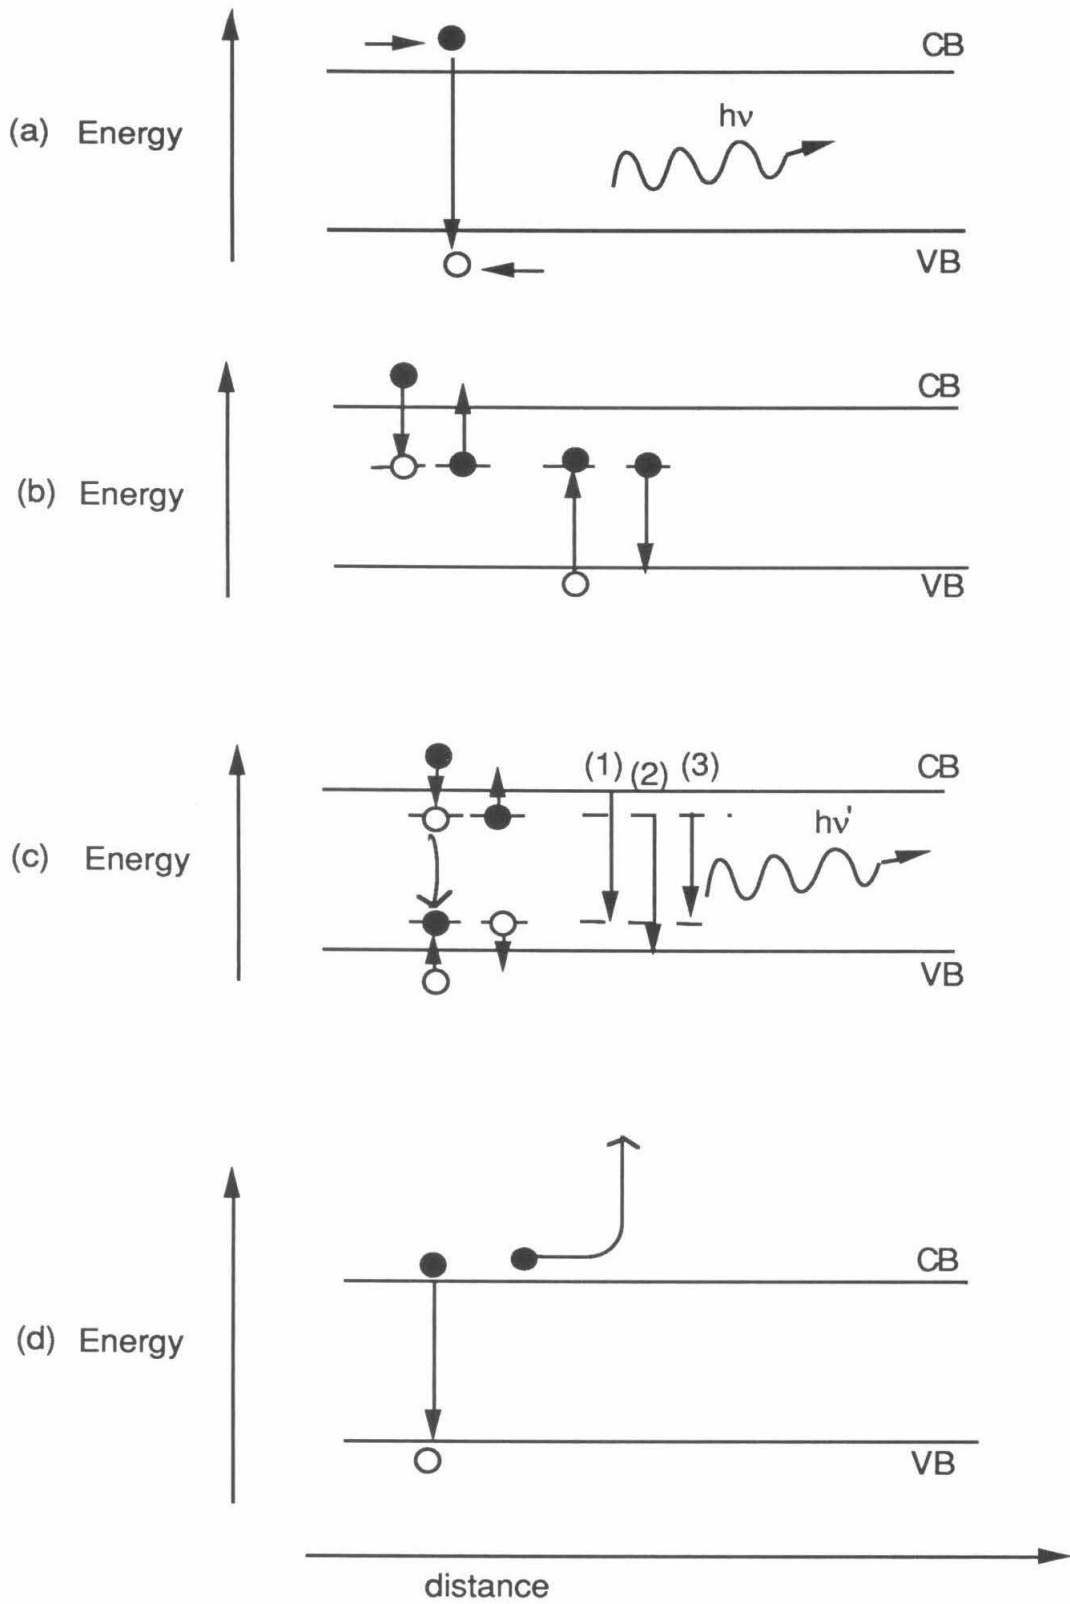 CB
hν
(a) Energy
VB
CB
(b) Energy
VB
(1) (2) (3)
CB
hν'
(c) Energy
VB
CB
(d) Energy
VB
distance